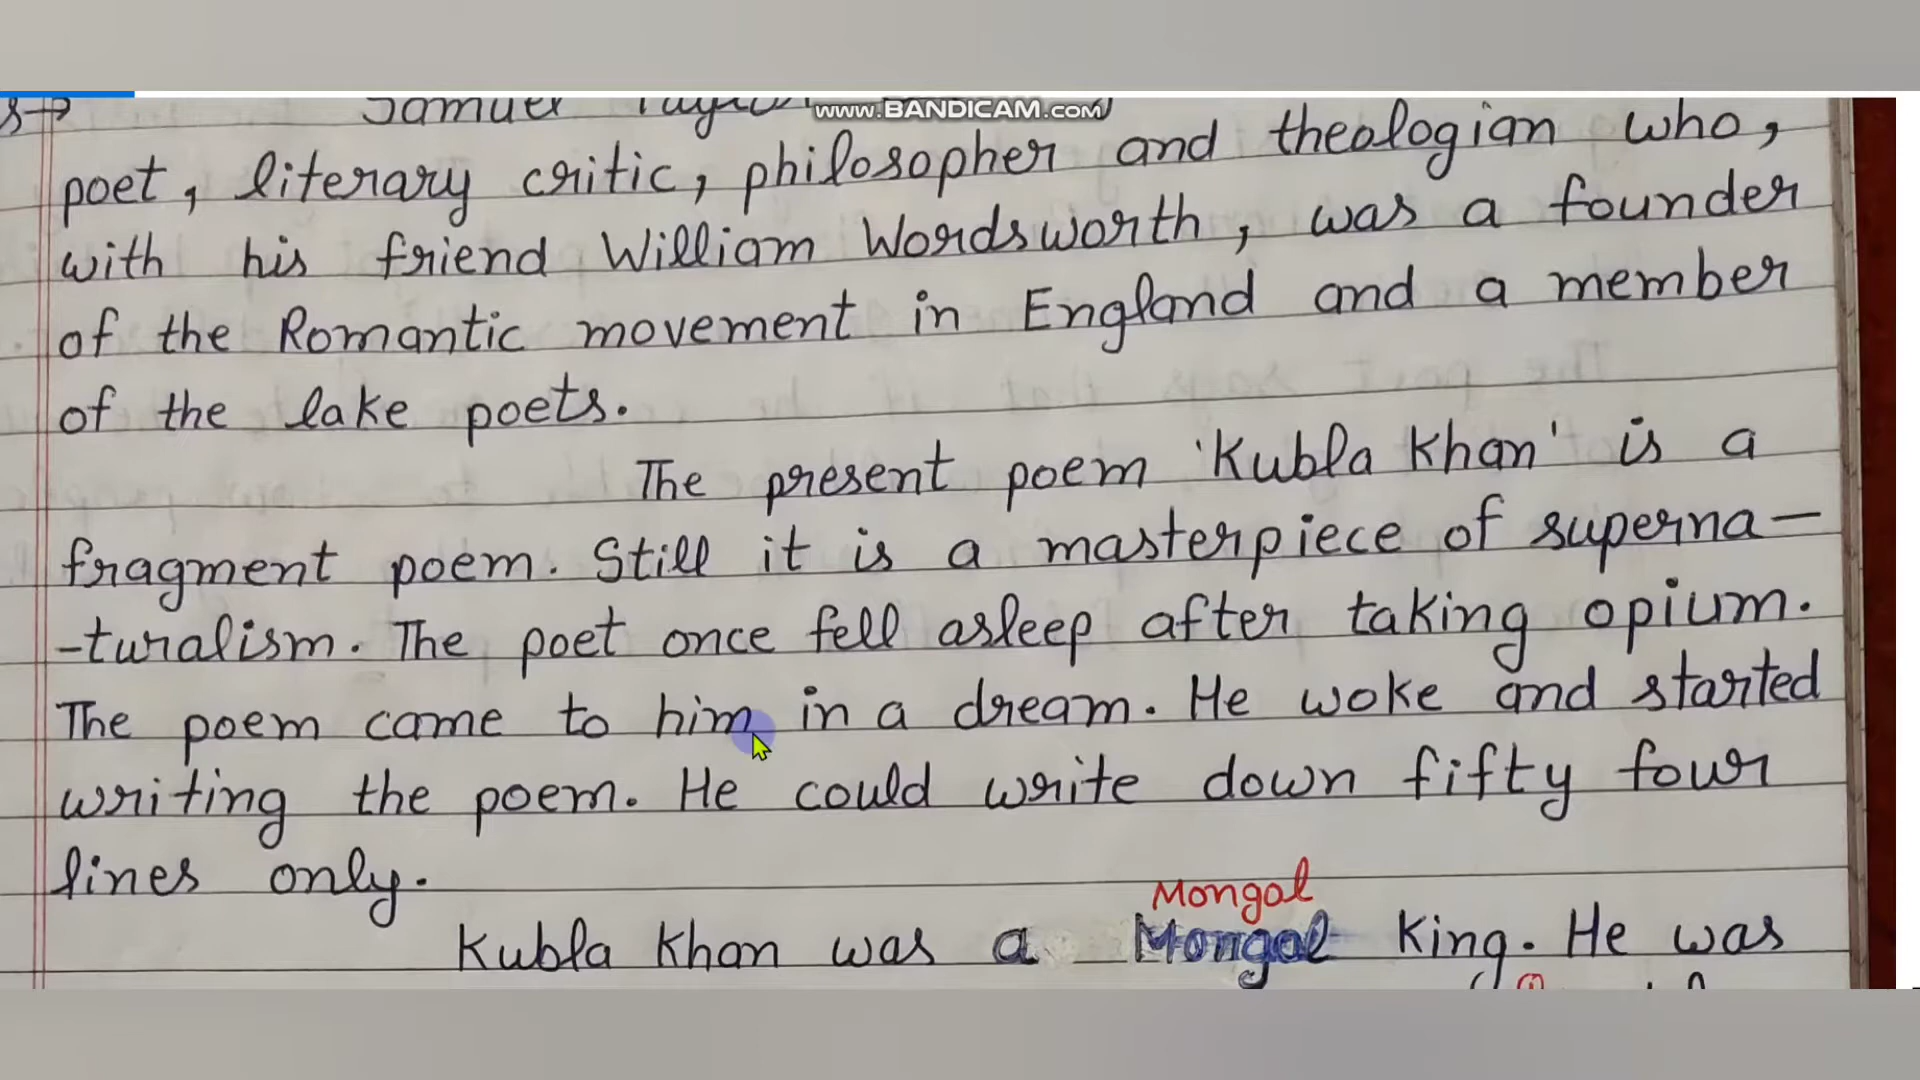 Samuel Taylor
www.BANDICAM.com
poet, literary critic, philosopher and theologian who,
with his friend William Wordsworth, was a founder
of the Romantic movement in England and a member
of the lake poets.
The present poem 'Kubla Khan' is a
fragment poem. Still it is a masterpiece of superna-
-turalism. The poet once fell asleep after taking opium.
The poem came to him in a dream. He woke and started
writing the poem. He could write down fifty four
lines only.
Mongal
Kubla Khan was a Mongal King. He was